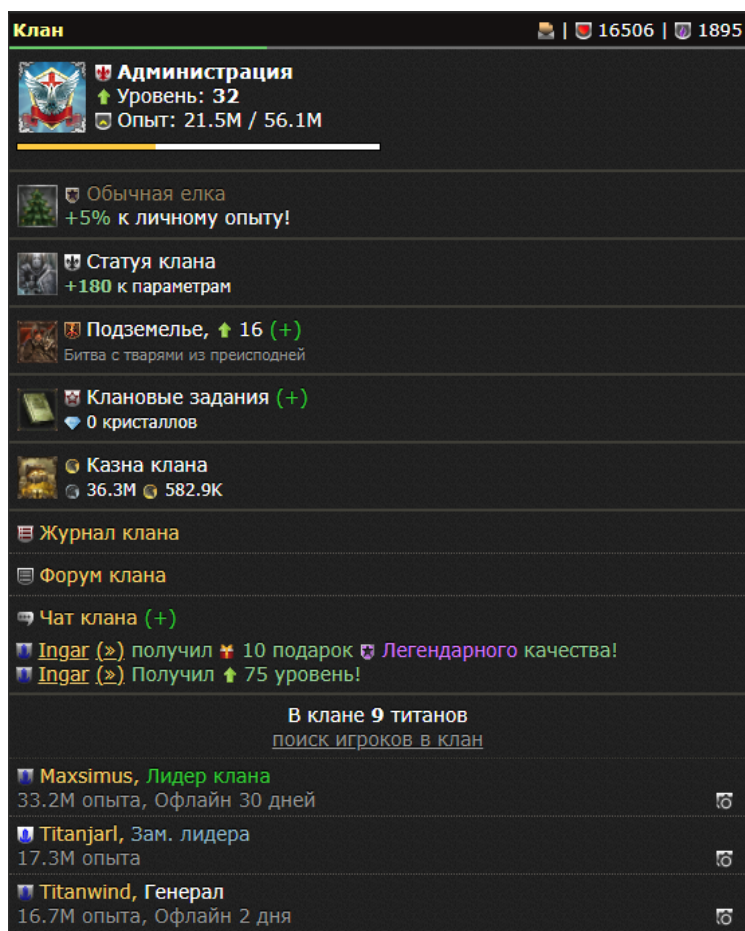 Клан | 16506 | 1895
Администрация
Уровень: 32
Опыт: 21.5M / 56.1M
Обычная елка
+5% к личному опыту!
Статуя клана
+180 к параметрам
Подземелье, 16 (+)
Битва с тварями из преисподней
Клановые задания (+)
0 кристаллов
Казна клана
36.3M 582.9K
Журнал клана
Форум клана
Чат клана (+)
Ingar (») получил 10 подарок Легендарного качества!
Ingar (») Получил 75 уровень!
В клане 9 титанов
поиск игроков в клан
Maxsimus, Лидер клана
33.2M опыта, Офлайн 30 дней
Titanjarl, Зам. лидера
17.3M опыта
Titanwind, Генерал
16.7M опыта, Офлайн 2 дня